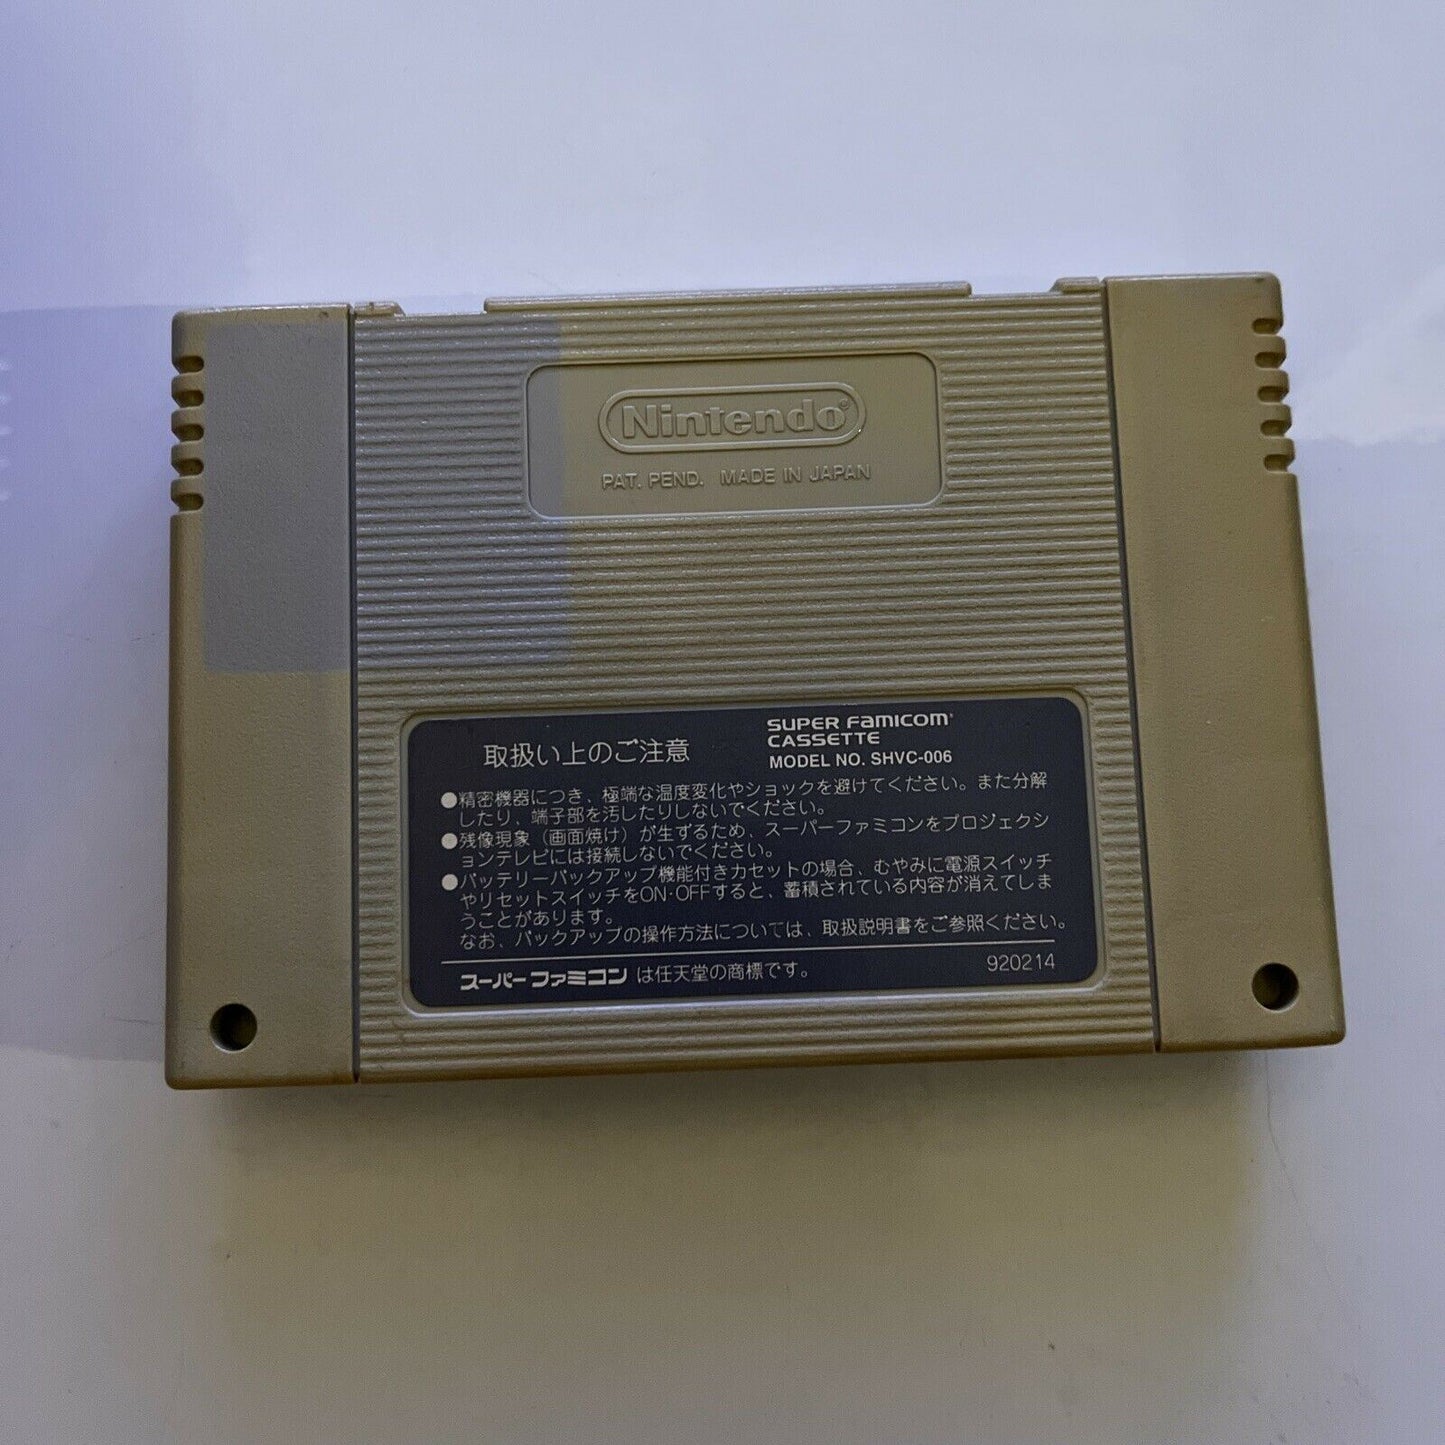 Nintendo®
PAT. PEND. MADE IN JAPAN
取扱い上のご注意
SUPER FAMICOM
CASSETTE
MODEL NO. SHVC-006
●精密機器につき、極端な温度変化やショックを避けてください。また分解
したり、端子部を汚したりしないでください。
●残像現象（画面焼け）が生ずるため、スーパーファミコンをプロジェクシ
ョンテレビには接続しないでください。
●バッテリーバックアップ機能付きカセットの場合、むやみに電源スイッチ
やリセットスイッチをON・OFFすると、蓄積されている内容が消えてしま
うことがあります。
なお、バックアップの操作方法については、取扱説明書をご参照ください。
スーパーファミコンは任天堂の商標です。
920214